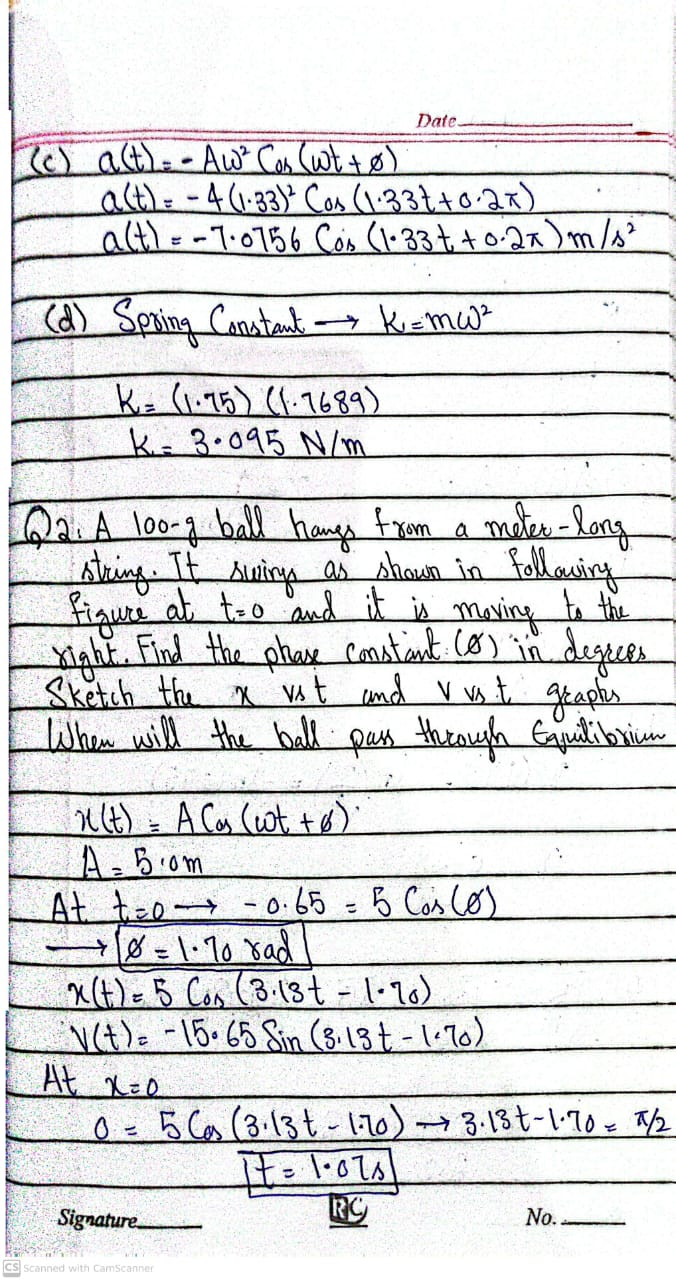 Date
(c) a(t) = - Aω² Cos (ωt + ø)
a(t) = - 4 (1.33)² Cos (1.33t + 0.2π)
a(t) = - 7.0756 Cos (1.33t + 0.2π) m/s²
(d) Spring Constant → K = mω²
K = (1.75) (1.7689)
K = 3.095 N/m
Q2: A 100-g ball hangs from a meter-long
string. It swings as shown in following
figure at t=0 and it is moving to the
right. Find the phase constant (ø) in degrees
Sketch the x vs t and v vs t graphs
When will the ball pass through Equilibrium
x(t) = A Cos (ωt + ø)
A = 5.0m
At t=0 → -0.65 = 5 Cos (ø)
→ ø = 1.70 rad
x(t) = 5 Cos (3.13t - 1.70)
V(t) = -15.65 Sin (3.13t - 1.70)
At x=0
0 = 5 Cos (3.13t - 1.70) → 3.13t - 1.70 = π/2
t = 1.07s
RC
Signature No.
CS Scanned with CamScanner